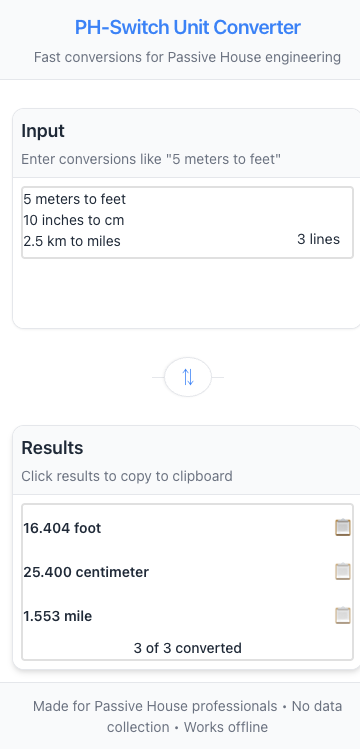 PH-Switch Unit Converter
Fast conversions for Passive House engineering
Input
Enter conversions like "5 meters to feet"
5 meters to feet
10 inches to cm
2.5 km to miles
3 lines
Results
Click results to copy to clipboard
16.404 foot
25.400 centimeter
1.553 mile
3 of 3 converted
Made for Passive House professionals • No data
collection • Works offline